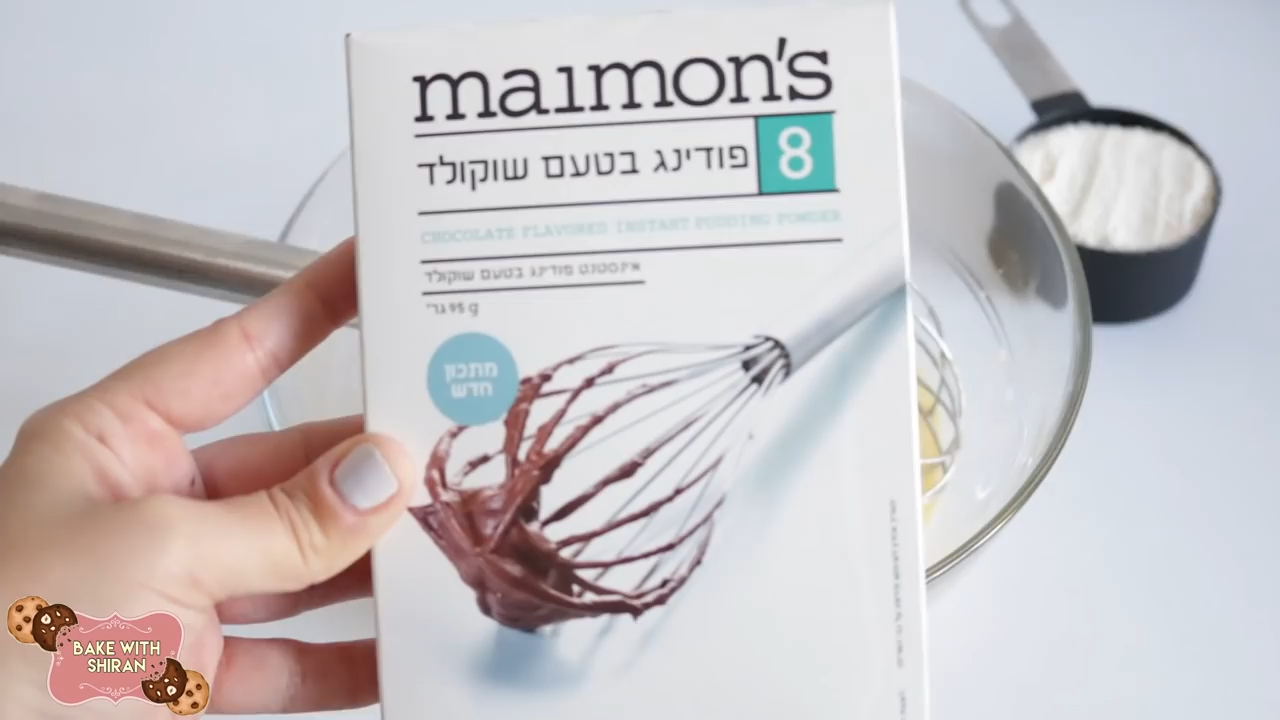 maimon's
פודינג בטעם שוקולד 8
CHOCOLATE FLAVORED INSTANT PUDDING POWDER
אינסטנט פודינג בטעם שוקולד
95 g גר'
מתכון
חדש
BAKE WITH
SHIRAN